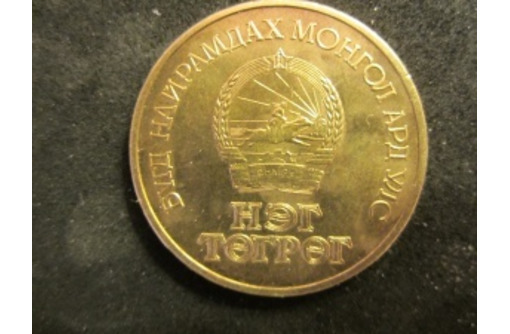 БҮГД НАЙРАМДАХ МОНГОЛ АРД УЛС
НЭГ
ТӨГРӨГ